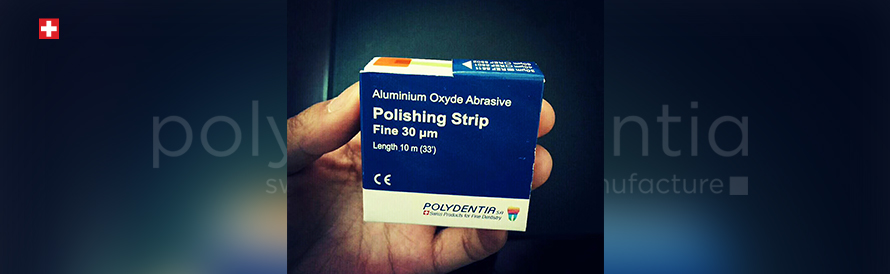 Aluminium Oxyde Abrasive
Polishing Strip
Fine 30 µm
Length 10 m (33')
CE
POLYDENTIA SA
Swiss Products for Fine Dentistry
poly
entia
sw
nufacture